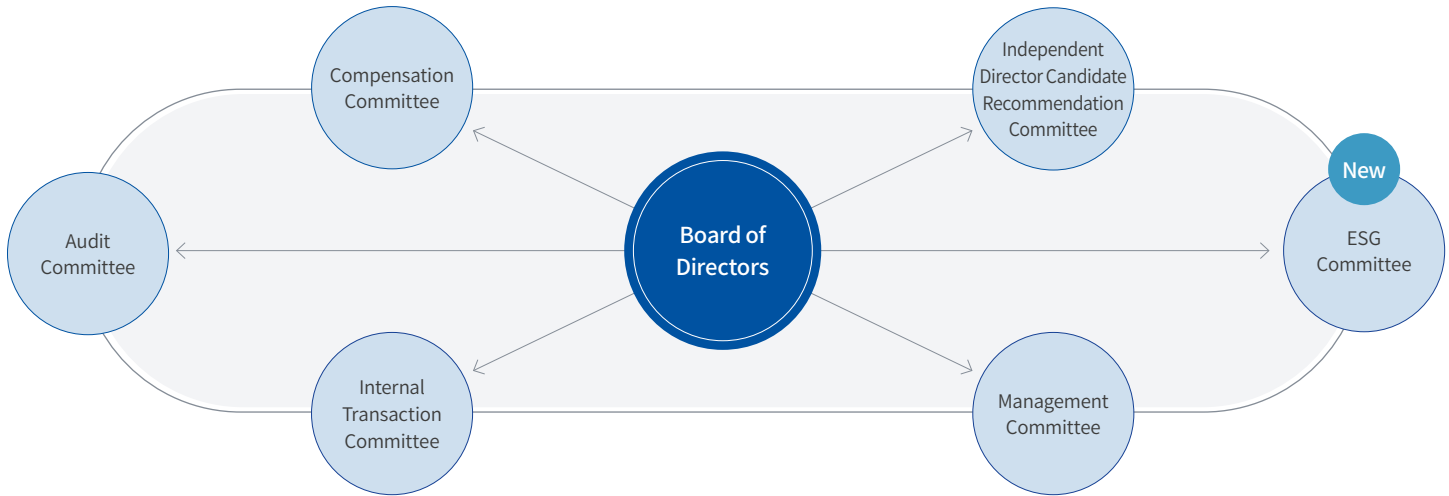 Compensation
Committee
Independent
Director Candidate
Recommendation
Committee
New
Audit
Committee
Board of
Directors
ESG
Committee
Internal
Transaction
Committee
Management
Committee